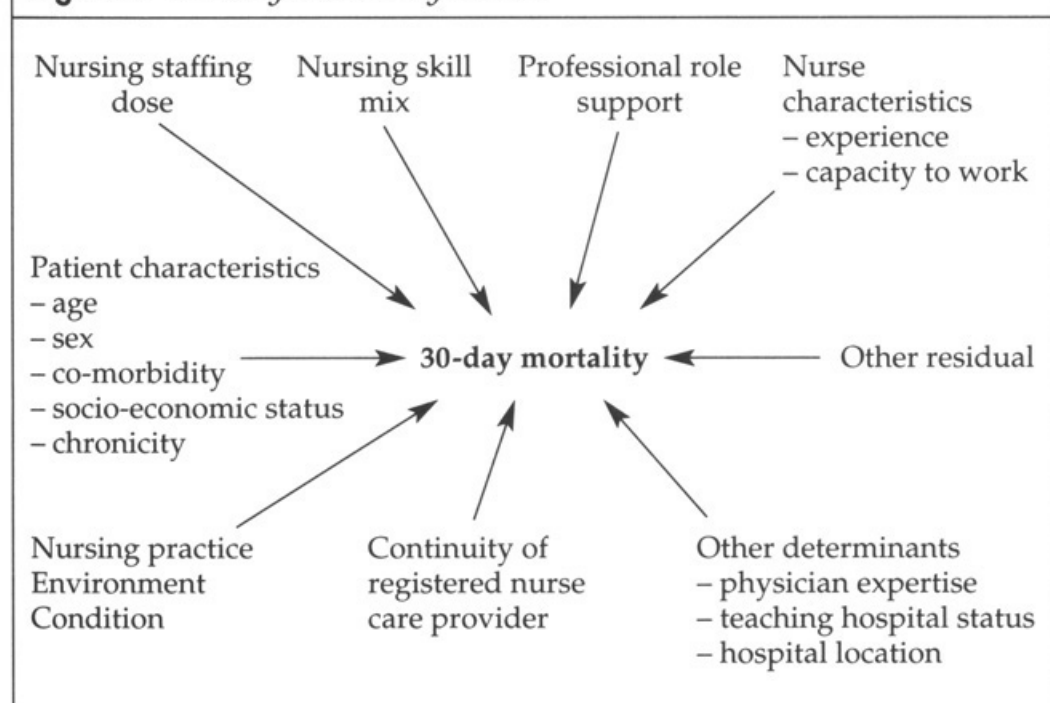 Nursing staffing
dose
Nursing skill
mix
Professional role
support
Nurse
characteristics
– experience
– capacity to work
Patient characteristics
– age
– sex
– co-morbidity
– socio-economic status
– chronicity
30-day mortality
Other residual
Nursing practice
Environment
Condition
Continuity of
registered nurse
care provider
Other determinants
– physician expertise
– teaching hospital status
– hospital location